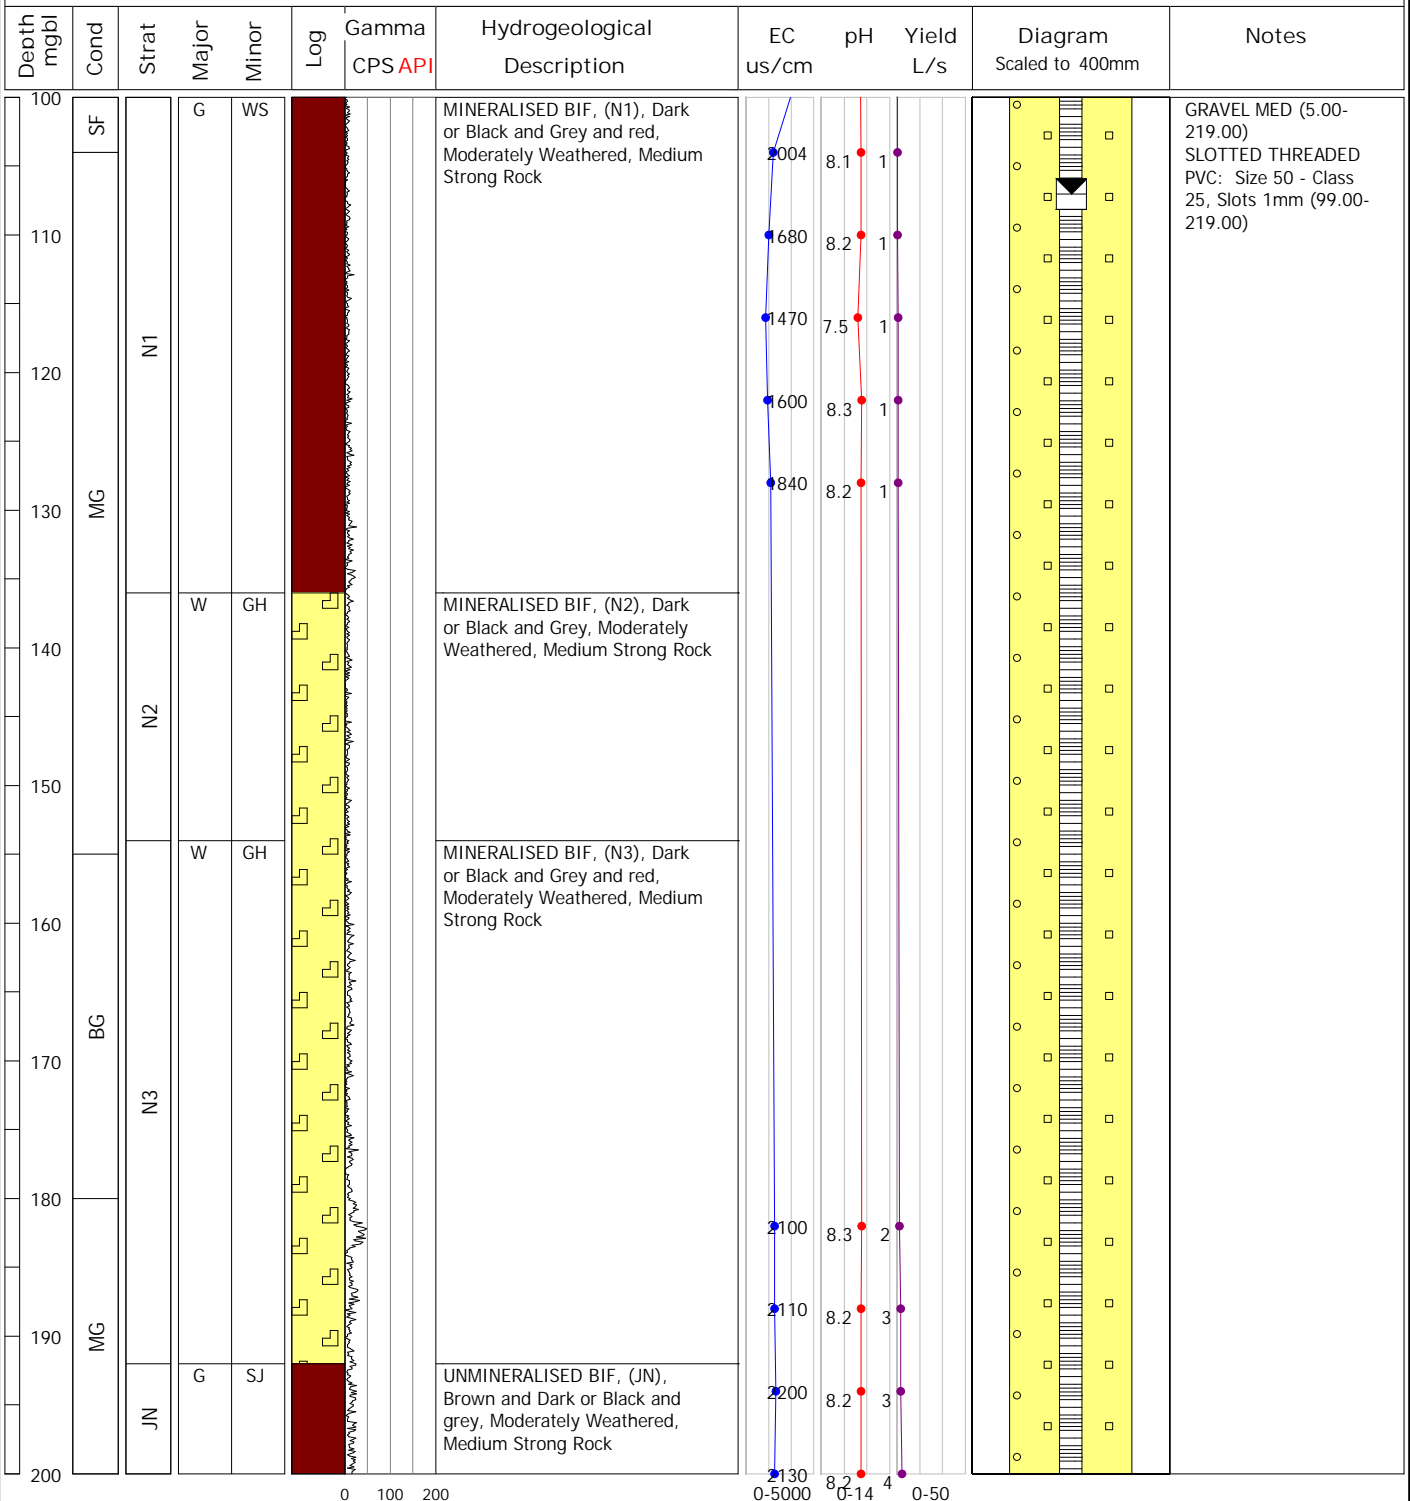 Depth mgbl
Cond
Strat
Major
Minor
Log
Gamma
CPS API
Hydrogeological
Description
EC
us/cm
pH
Yield
L/s
Diagram
Scaled to 400mm
Notes
100
110
120
130
140
150
160
170
180
190
200
SF
MG
BG
MG
N1
N2
N3
JN
G WS
W GH
W GH
G SJ
MINERALISED BIF, (N1), Dark
or Black and Grey and red,
Moderately Weathered, Medium
Strong Rock
MINERALISED BIF, (N2), Dark
or Black and Grey, Moderately
Weathered, Medium Strong Rock
MINERALISED BIF, (N3), Dark
or Black and Grey and red,
Moderately Weathered, Medium
Strong Rock
UNMINERALISED BIF, (JN),
Brown and Dark or Black and
grey, Moderately Weathered,
Medium Strong Rock
2004 8.1 1
1680 8.2 1
1470 7.5 1
1600 8.3 1
1840 8.2 1
2100 8.3 2
2110 8.2 3
2200 8.2 3
2130 8.2 4
GRAVEL MED (5.00-
219.00)
SLOTTED THREADED
PVC: Size 50 - Class
25, Slots 1mm (99.00-
219.00)
0 100 200
0-5000 0-14 0-50